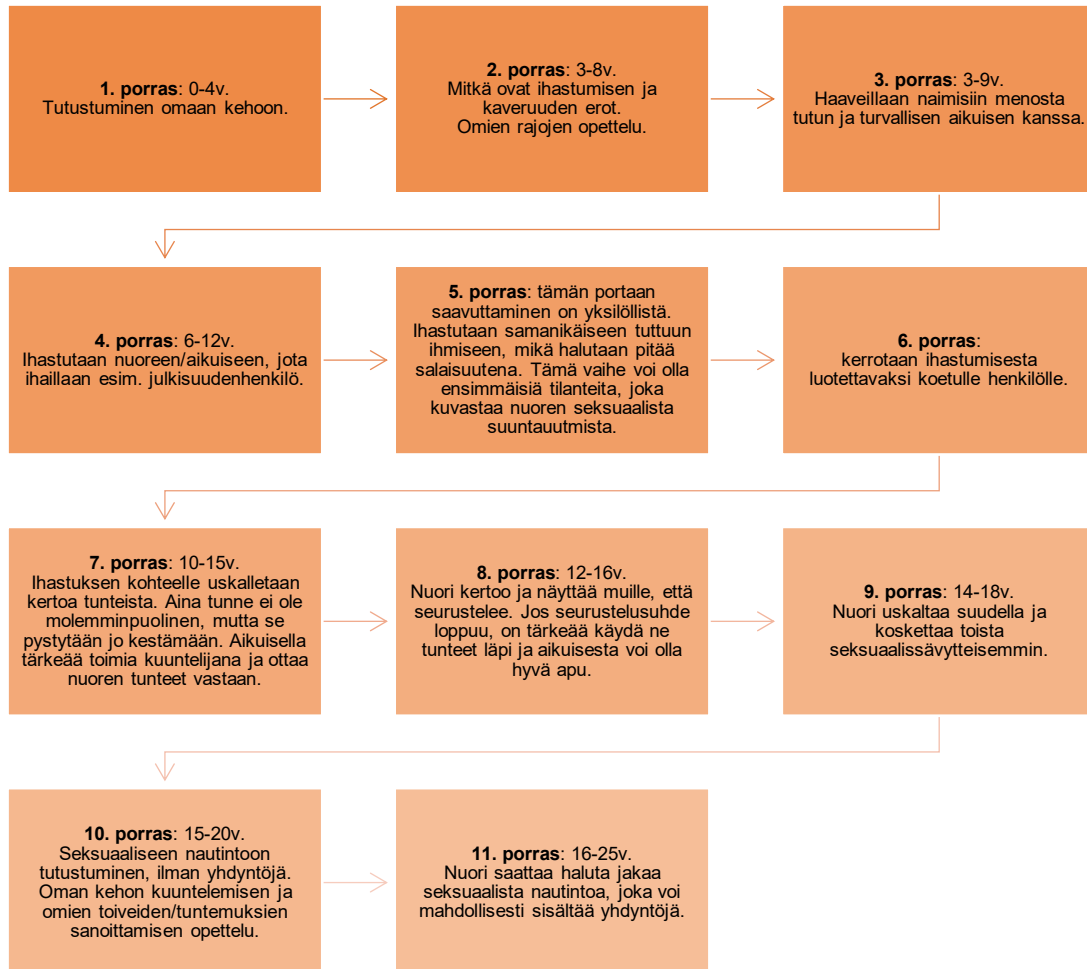 1. porras: 0-4v.
Tutustuminen omaan kehoon.
2. porras: 3-8v.
Mitkä ovat ihastumisen ja
kaveruuden erot.
Omien rajojen opettelu.
3. porras: 3-9v.
Haaveillaan naimisiin menosta
tutun ja turvallisen aikuisen kanssa.
4. porras: 6-12v.
Ihastutaan nuoreen/aikuiseen, jota
ihaillaan esim. julkisuudenhenkilö.
5. porras: tämän portaan
saavuttaminen on yksilöllistä.
Ihastutaan samanikäiseen tuttuun
ihmiseen, mikä halutaan pitää
salaisuutena. Tämä vaihe voi olla
ensimmäisiä tilanteita, joka
kuvastaa nuoren seksuaalista
suuntauutmista.
6. porras:
kerrotaan ihastumisesta
luotettavaksi koetulle henkilölle.
7. porras: 10-15v.
Ihastuksen kohteelle uskalletaan
kertoa tunteista. Aina tunne ei ole
molemminpuolinen, mutta se
pystytään jo kestämään. Aikuisella
tärkeää toimia kuuntelijana ja ottaa
nuoren tunteet vastaan.
8. porras: 12-16v.
Nuori kertoo ja näyttää muille, että
seurustelee. Jos seurustelusuhde
loppuu, on tärkeää käydä ne
tunteet läpi ja aikuisesta voi olla
hyvä apu.
9. porras: 14-18v.
Nuori uskaltaa suudella ja
koskettaa toista
seksuaalissävytteisemmin.
10. porras: 15-20v.
Seksuaaliseen nautintoon
tutustuminen, ilman yhdyntöjä.
Oman kehon kuuntelemisen ja
omien toiveiden/tuntemuksien
sanoittamisen opettelu.
11. porras: 16-25v.
Nuori saattaa haluta jakaa
seksuaalista nautintoa, joka voi
mahdollisesti sisältää yhdyntöjä.